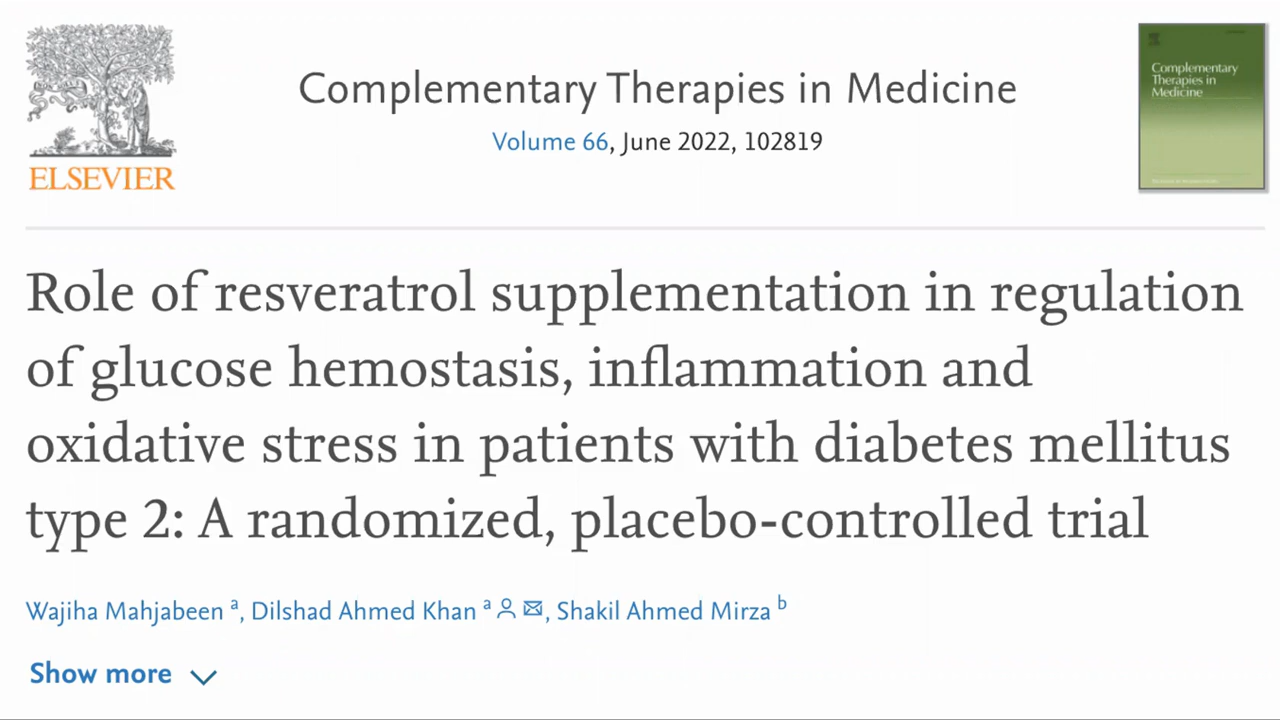 Complementary Therapies in Medicine
Volume 66, June 2022, 102819
ELSEVIER
Complementary
Therapies in
Medicine
Role of resveratrol supplementation in regulation
of glucose hemostasis, inflammation and
oxidative stress in patients with diabetes mellitus
type 2: A randomized, placebo-controlled trial
Wajiha Mahjabeen a, Dilshad Ahmed Khan a, Shakil Ahmed Mirza b
Show more